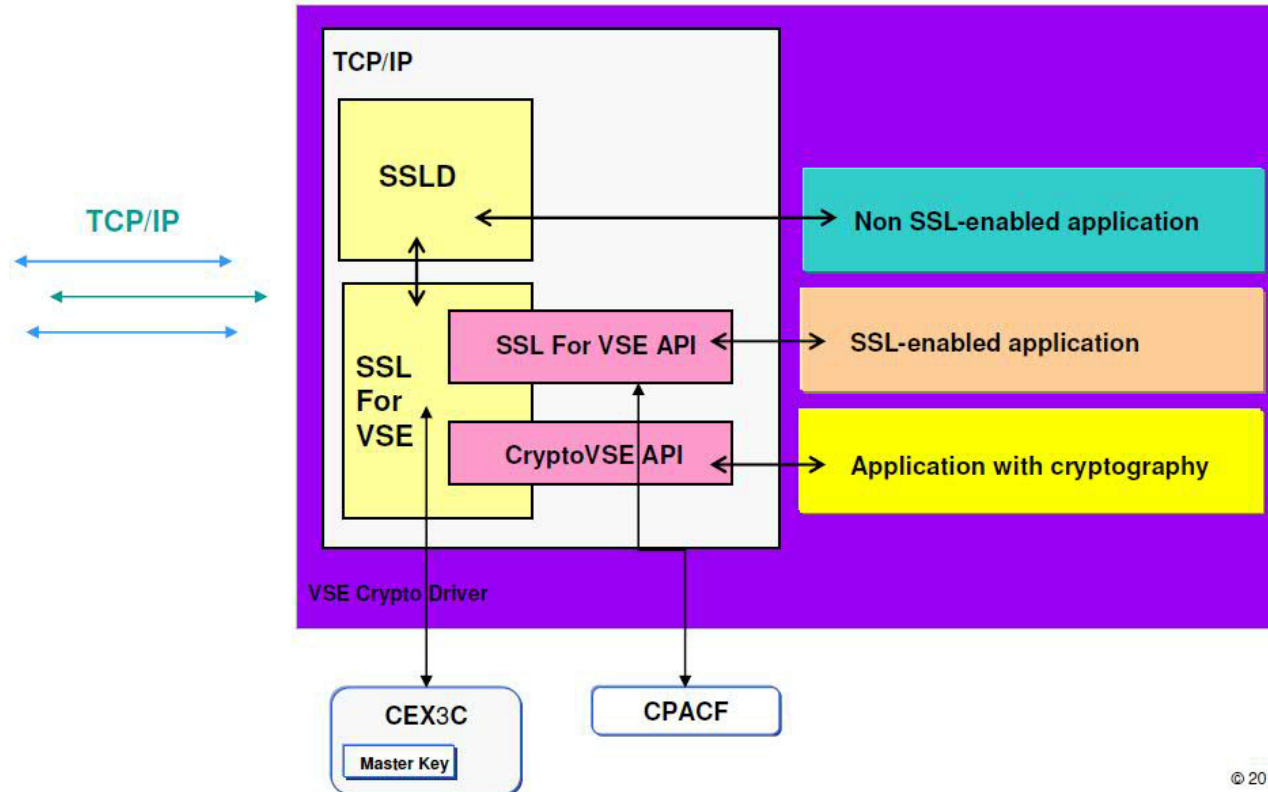 TCP/IP
TCP/IP
SSLD
Non SSL-enabled application
SSL For VSE API
SSL-enabled application
SSL
For
VSE
CryptoVSE API
Application with cryptography
VSE Crypto Driver
CEX3C
Master Key
CPACF
© 20